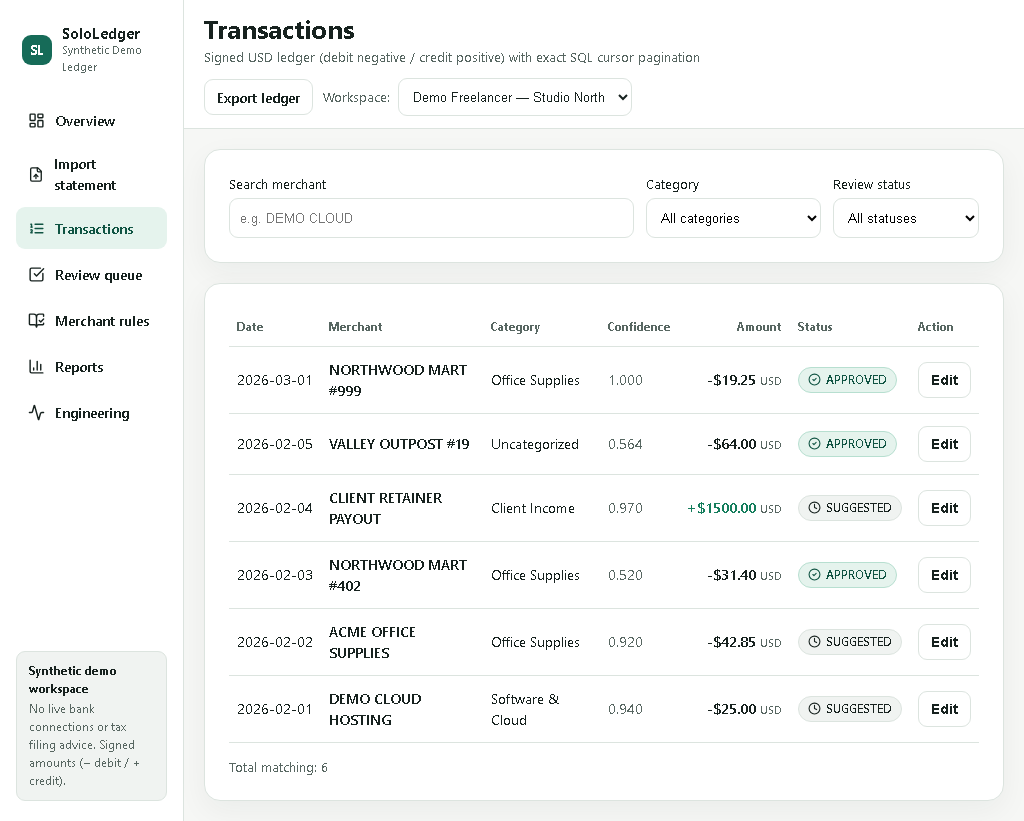 SL
SoloLedger
Synthetic Demo
Ledger
Overview
Import
statement
Transactions
Review queue
Merchant rules
Reports
Engineering
Synthetic demo
workspace
No live bank
connections or tax
filing advice. Signed
amounts (− debit / +
credit).
Transactions
Signed USD ledger (debit negative / credit positive) with exact SQL cursor pagination
Export ledger Workspace: Demo Freelancer — Studio North
Search merchant Category Review status
e.g. DEMO CLOUD All categories All statuses
Date Merchant Category Confidence Amount Status Action
2026-03-01 NORTHWOOD MART #999 Office Supplies 1.000 -$19.25 USD APPROVED Edit
2026-02-05 VALLEY OUTPOST #19 Uncategorized 0.564 -$64.00 USD APPROVED Edit
2026-02-04 CLIENT RETAINER PAYOUT Client Income 0.970 +$1500.00 USD SUGGESTED Edit
2026-02-03 NORTHWOOD MART #402 Office Supplies 0.520 -$31.40 USD APPROVED Edit
2026-02-02 ACME OFFICE SUPPLIES Office Supplies 0.920 -$42.85 USD SUGGESTED Edit
2026-02-01 DEMO CLOUD HOSTING Software & Cloud 0.940 -$25.00 USD SUGGESTED Edit
Total matching: 6